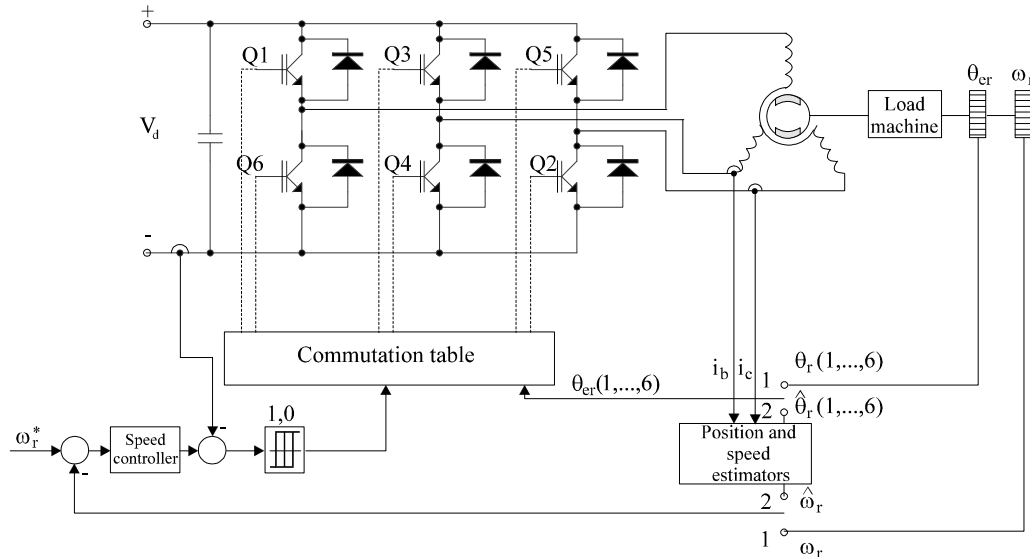 +
Q1
Q3
Q5
θer
ωr
Load
machine
Vd
Q6
Q4
Q2
-
Commutation table
ib
ic
1
θr(1,...,6)
θer(1,...,6)
2
θ̂r(1,...,6)
1,0
-
ωr*
Speed
controller
Position and
speed
estimators
-
2
ω̂r
1
ωr